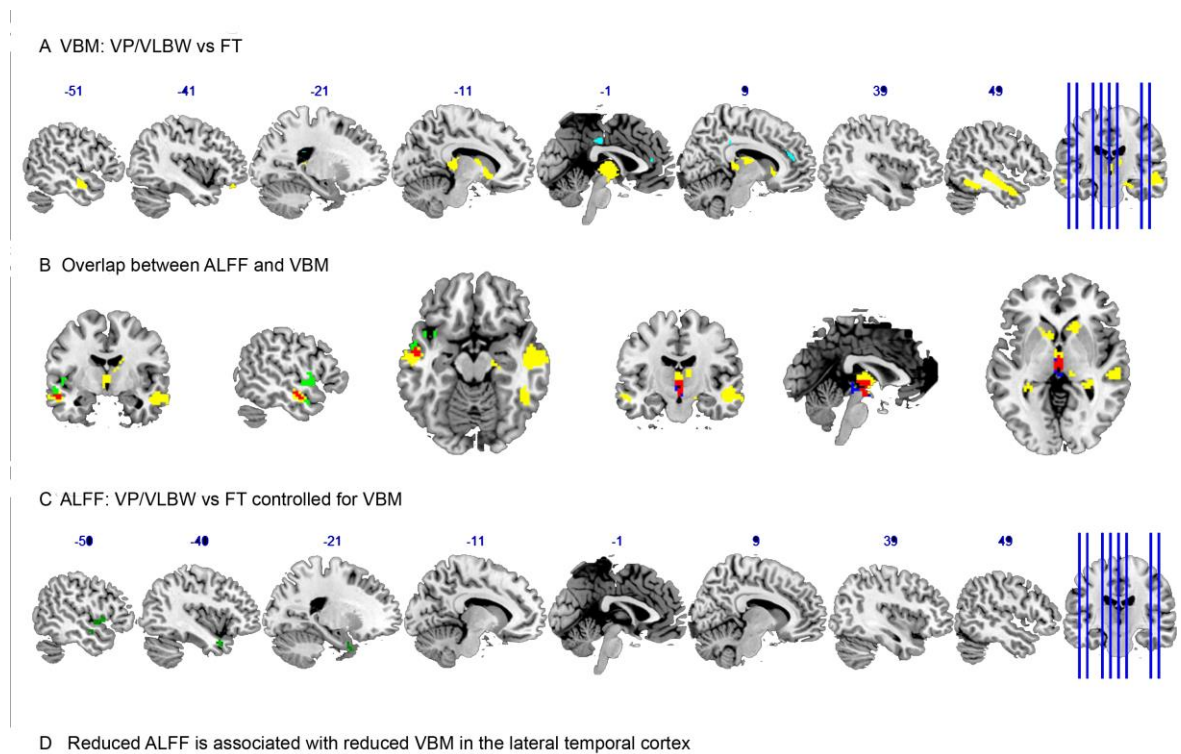 A VBM: VP/VLBW vs FT
-51 -41 -21 -11 -1 9 39 49
B Overlap between ALFF and VBM
C ALFF: VP/VLBW vs FT controlled for VBM
-50 -40 -21 -11 -1 9 39 49
D Reduced ALFF is associated with reduced VBM in the lateral temporal cortex